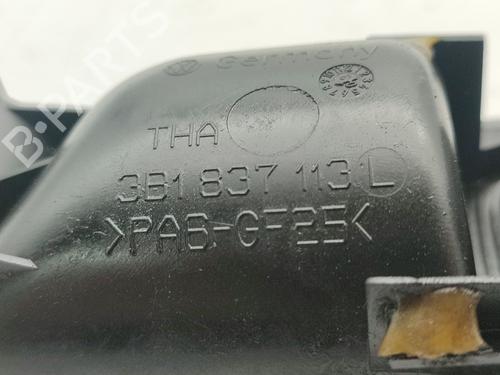 Germany
THA
3B1 837 113 L
>PA6-GF25<
B-PARTS